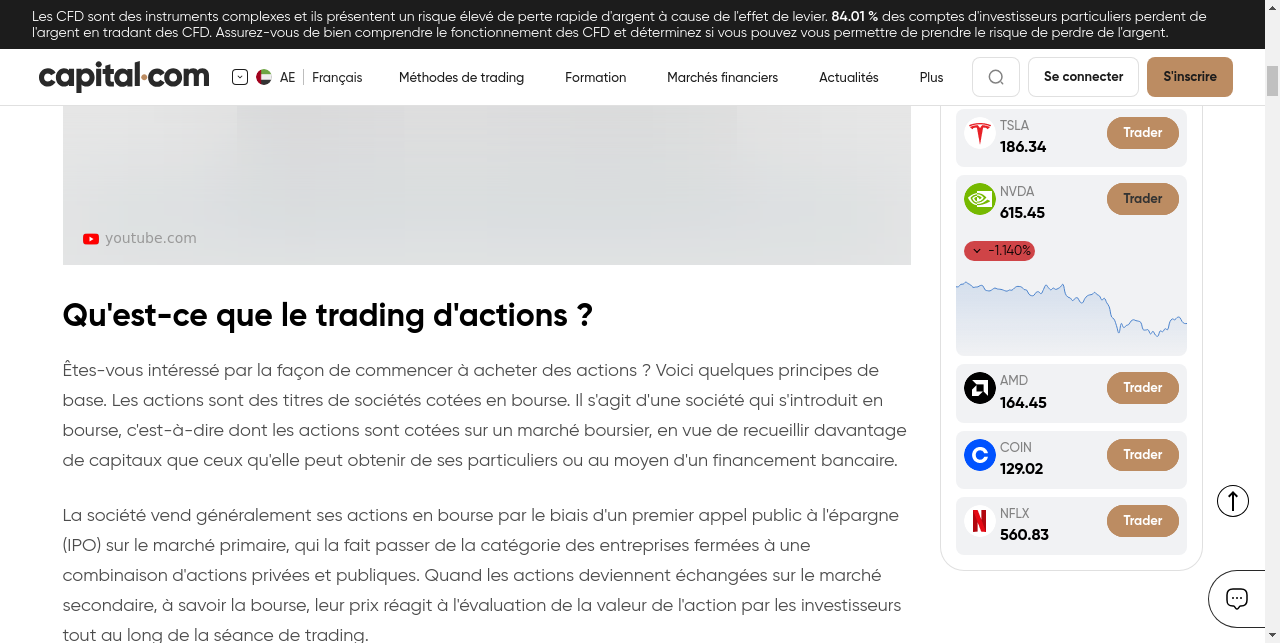 Les CFD sont des instruments complexes et ils présentent un risque élevé de perte rapide d'argent à cause de l'effet de levier. 84.01 % des comptes d'investisseurs particuliers perdent de
l'argent en tradant des CFD. Assurez-vous de bien comprendre le fonctionnement des CFD et déterminez si vous pouvez vous permettre de prendre le risque de perdre de l'argent.
capital.com
AE
Français
Méthodes de trading
Formation
Marchés financiers
Actualités
Plus
Se connecter
S'inscrire
youtube.com
Qu'est-ce que le trading d'actions ?
Êtes-vous intéressé par la façon de commencer à acheter des actions ? Voici quelques principes de
base. Les actions sont des titres de sociétés cotées en bourse. Il s'agit d'une société qui s'introduit en
bourse, c'est-à-dire dont les actions sont cotées sur un marché boursier, en vue de recueillir davantage
de capitaux que ceux qu'elle peut obtenir de ses particuliers ou au moyen d'un financement bancaire.
La société vend généralement ses actions en bourse par le biais d'un premier appel public à l'épargne
(IPO) sur le marché primaire, qui la fait passer de la catégorie des entreprises fermées à une
combinaison d'actions privées et publiques. Quand les actions deviennent échangées sur le marché
secondaire, à savoir la bourse, leur prix réagit à l'évaluation de la valeur de l'action par les investisseurs
tout au long de la séance de trading.
TSLA
186.34
Trader
NVDA
615.45
Trader
-1.140%
AMD
164.45
Trader
COIN
129.02
Trader
NFLX
560.83
Trader